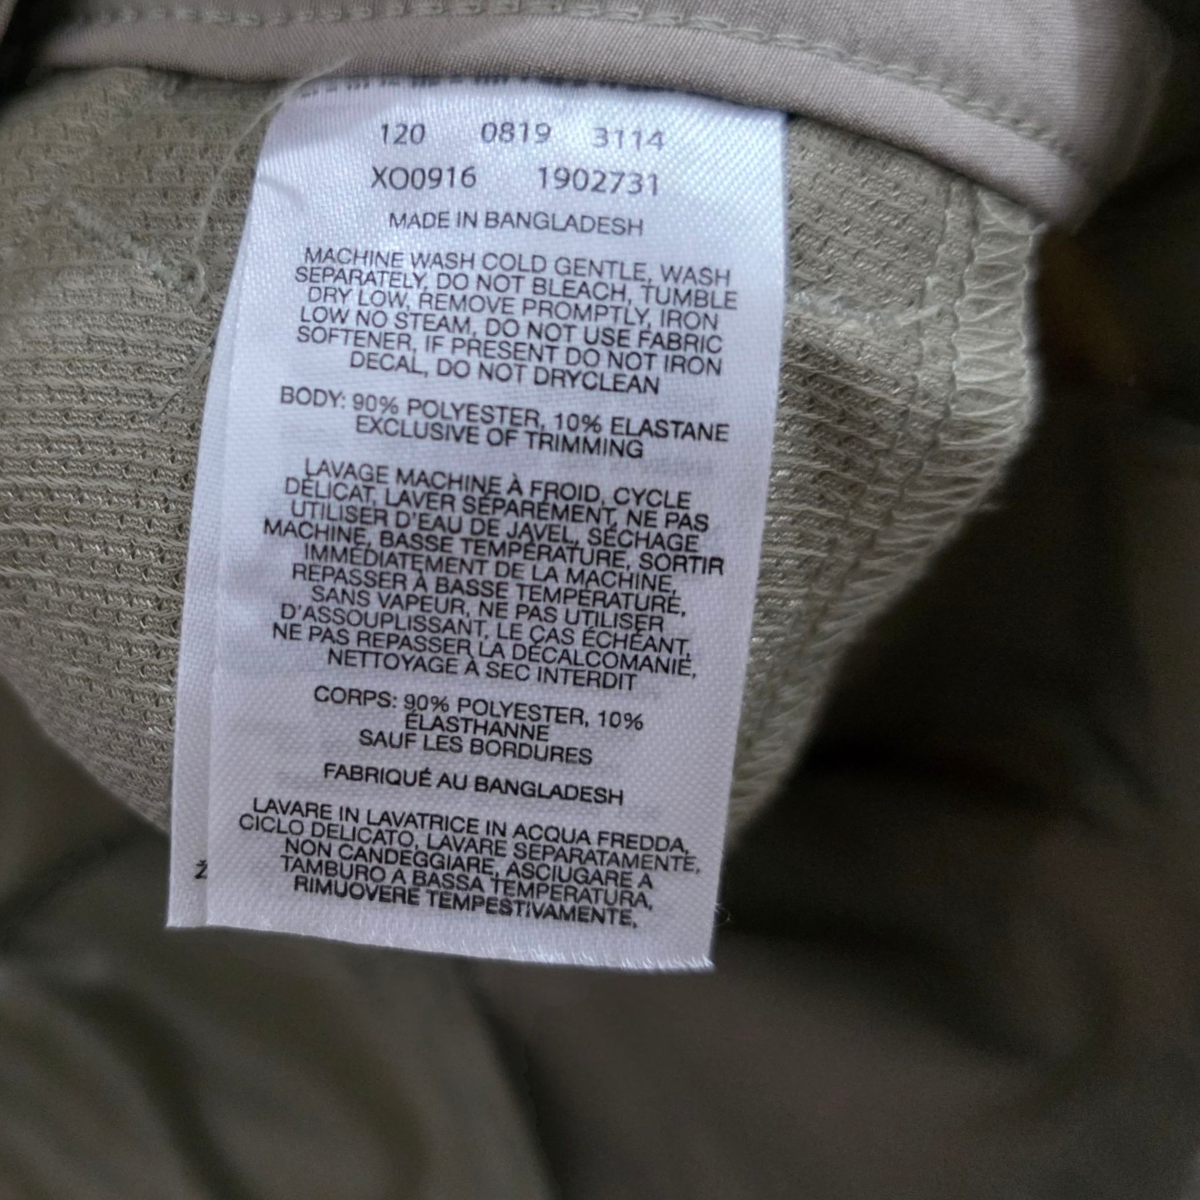 120 0819 3114
XO0916 1902731
MADE IN BANGLADESH
MACHINE WASH COLD GENTLE, WASH
SEPARATELY, DO NOT BLEACH, TUMBLE
DRY LOW, REMOVE PROMPTLY, IRON
LOW NO STEAM, DO NOT USE FABRIC
SOFTENER, IF PRESENT DO NOT IRON
DECAL, DO NOT DRYCLEAN
BODY: 90% POLYESTER, 10% ELASTANE
EXCLUSIVE OF TRIMMING
LAVAGE MACHINE À FROID, CYCLE
DÉLICAT, LAVER SÉPARÉMENT, NE PAS
UTILISER D'EAU DE JAVEL, SÉCHAGE
MACHINE, BASSE TEMPÉRATURE, SORTIR
IMMÉDIATEMENT DE LA MACHINE,
REPASSER À BASSE TEMPÉRATURE,
SANS VAPEUR, NE PAS UTILISER
D'ASSOUPLISSANT, LE CAS ÉCHÉANT,
NE PAS REPASSER LA DÉCALCOMANIE,
NETTOYAGE À SEC INTERDIT
CORPS: 90% POLYESTER, 10%
ÉLASTHANNE
SAUF LES BORDURES
FABRIQUÉ AU BANGLADESH
LAVARE IN LAVATRICE IN ACQUA FREDDA,
CICLO DELICATO, LAVARE SEPARATAMENTE,
NON CANDEGGIARE, ASCIUGARE A
TAMBURO A BASSA TEMPERATURA,
RIMUOVERE TEMPESTIVAMENTE,